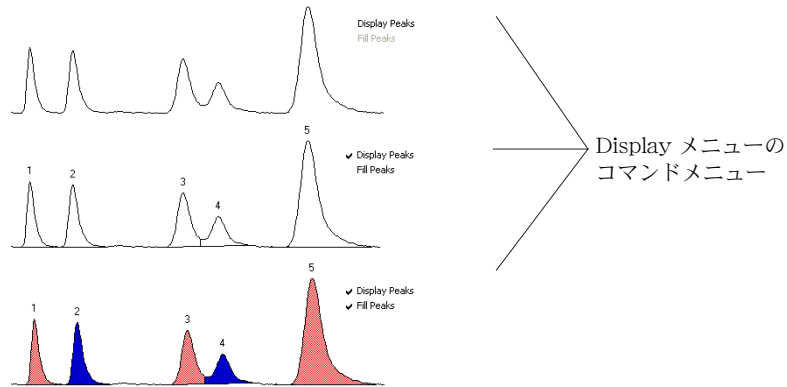 Display Peaks
Fill Peaks
Display メニューの
コマンドメニュー
1
2
3
4
5
✔ Display Peaks
Fill Peaks
1
2
3
4
5
✔ Display Peaks
✔ Fill Peaks